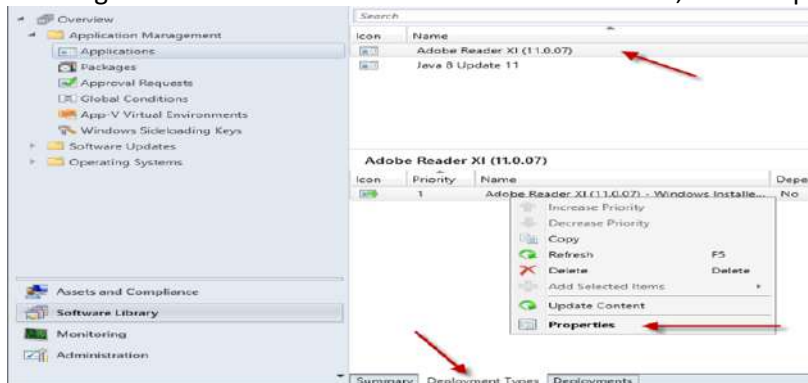 Search
Overview
Application Management
Applications
Packages
Approval Requests
Global Conditions
App-V Virtual Environments
Windows Sideloading Keys
Software Updates
Operating Systems
Assets and Compliance
Software Library
Monitoring
Administration
Icon Name
Adobe Reader XI (11.0.07)
Java 8 Update 11
Adobe Reader XI (11.0.07)
Icon Priority Name Depe
1 Adobe Reader XI (11.0.07) - Windows Installe... No
Increase Priority
Decrease Priority
Copy
Refresh F5
Delete Delete
Add Selected Items
Update Content
Properties
Summary Deployment Types Deployments